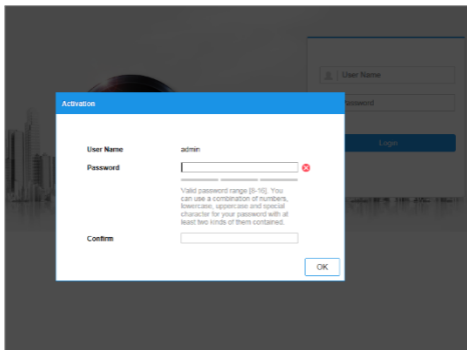 User Name
Password
Login
Activation
User Name admin
Password
Valid password range [8-16]. You
can use a combination of numbers,
lowercase, uppercase and special
character for your password with at
least two kinds of them contained.
Confirm
OK